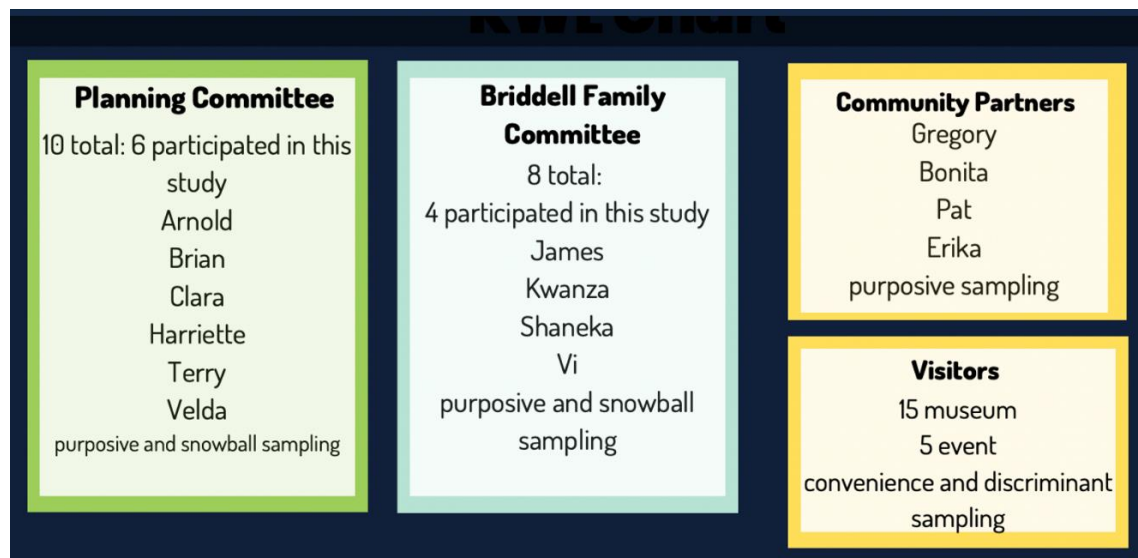 KWL Chart
Planning Committee
10 total: 6 participated in this
study
Arnold
Brian
Clara
Harriette
Terry
Velda
purposive and snowball sampling
Briddell Family
Committee
8 total:
4 participated in this study
James
Kwanza
Shaneka
Vi
purposive and snowball
sampling
Community Partners
Gregory
Bonita
Pat
Erika
purposive sampling
Visitors
15 museum
5 event
convenience and discriminant
sampling